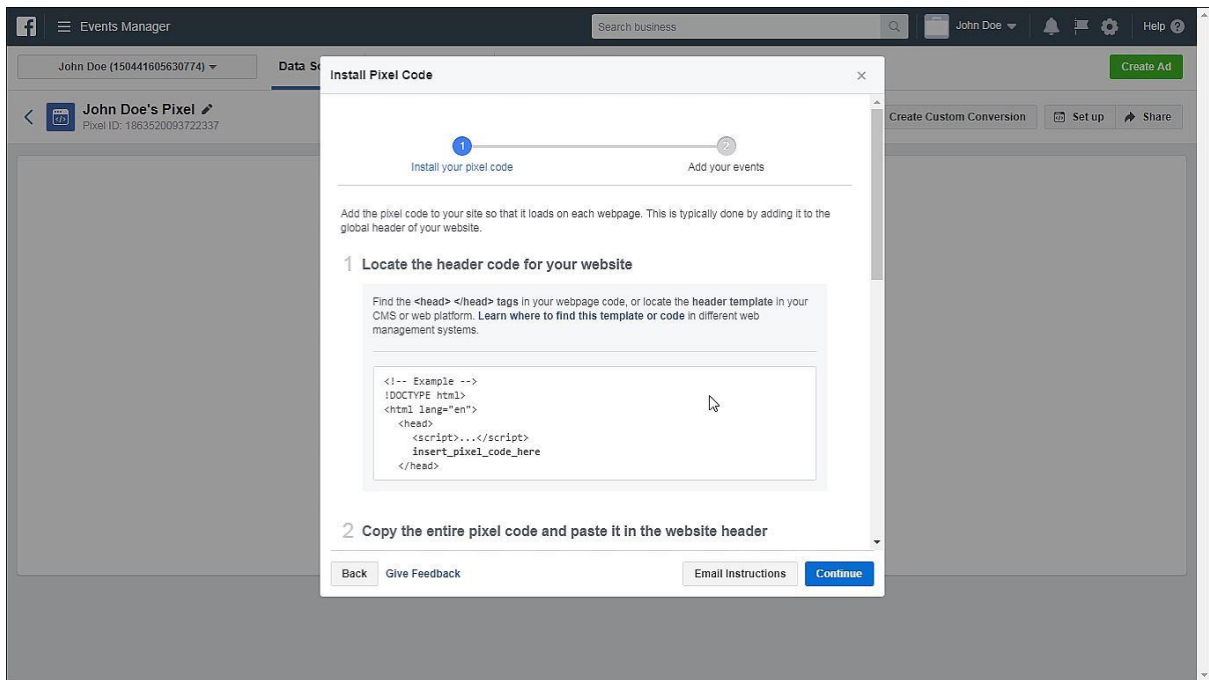 f
Events Manager
Search business
John Doe
Help ?
John Doe (150441605630774)
Create Ad
John Doe's Pixel
Pixel ID: 1863520093722337
Create Custom Conversion
Set up
Share
Install Pixel Code
1
2
Install your pixel code
Add your events
Add the pixel code to your site so that it loads on each webpage. This is typically done by adding it to the
global header of your website.
1 Locate the header code for your website
Find the <head> </head> tags in your webpage code, or locate the header template in your
CMS or web platform. Learn where to find this template or code in different web
management systems.
<!-- Example -->
!DOCTYPE html>
<html lang="en">
<head>
<script>...</script>
insert_pixel_code_here
</head>
2 Copy the entire pixel code and paste it in the website header
Back
Give Feedback
Email Instructions
Continue